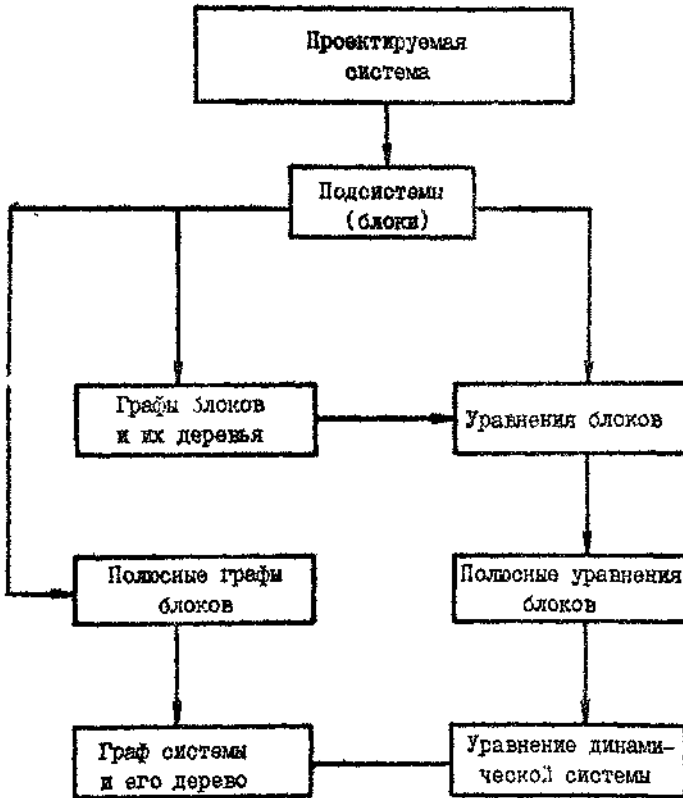 Проектируемая
система
Подсистемы
(блоки)
Графы блоков
и их деревья
Уравнения блоков
Полюсные графы
блоков
Полюсные уравнения
блоков
Граф системы
и его дерево
Уравнение динами-
ческой системы